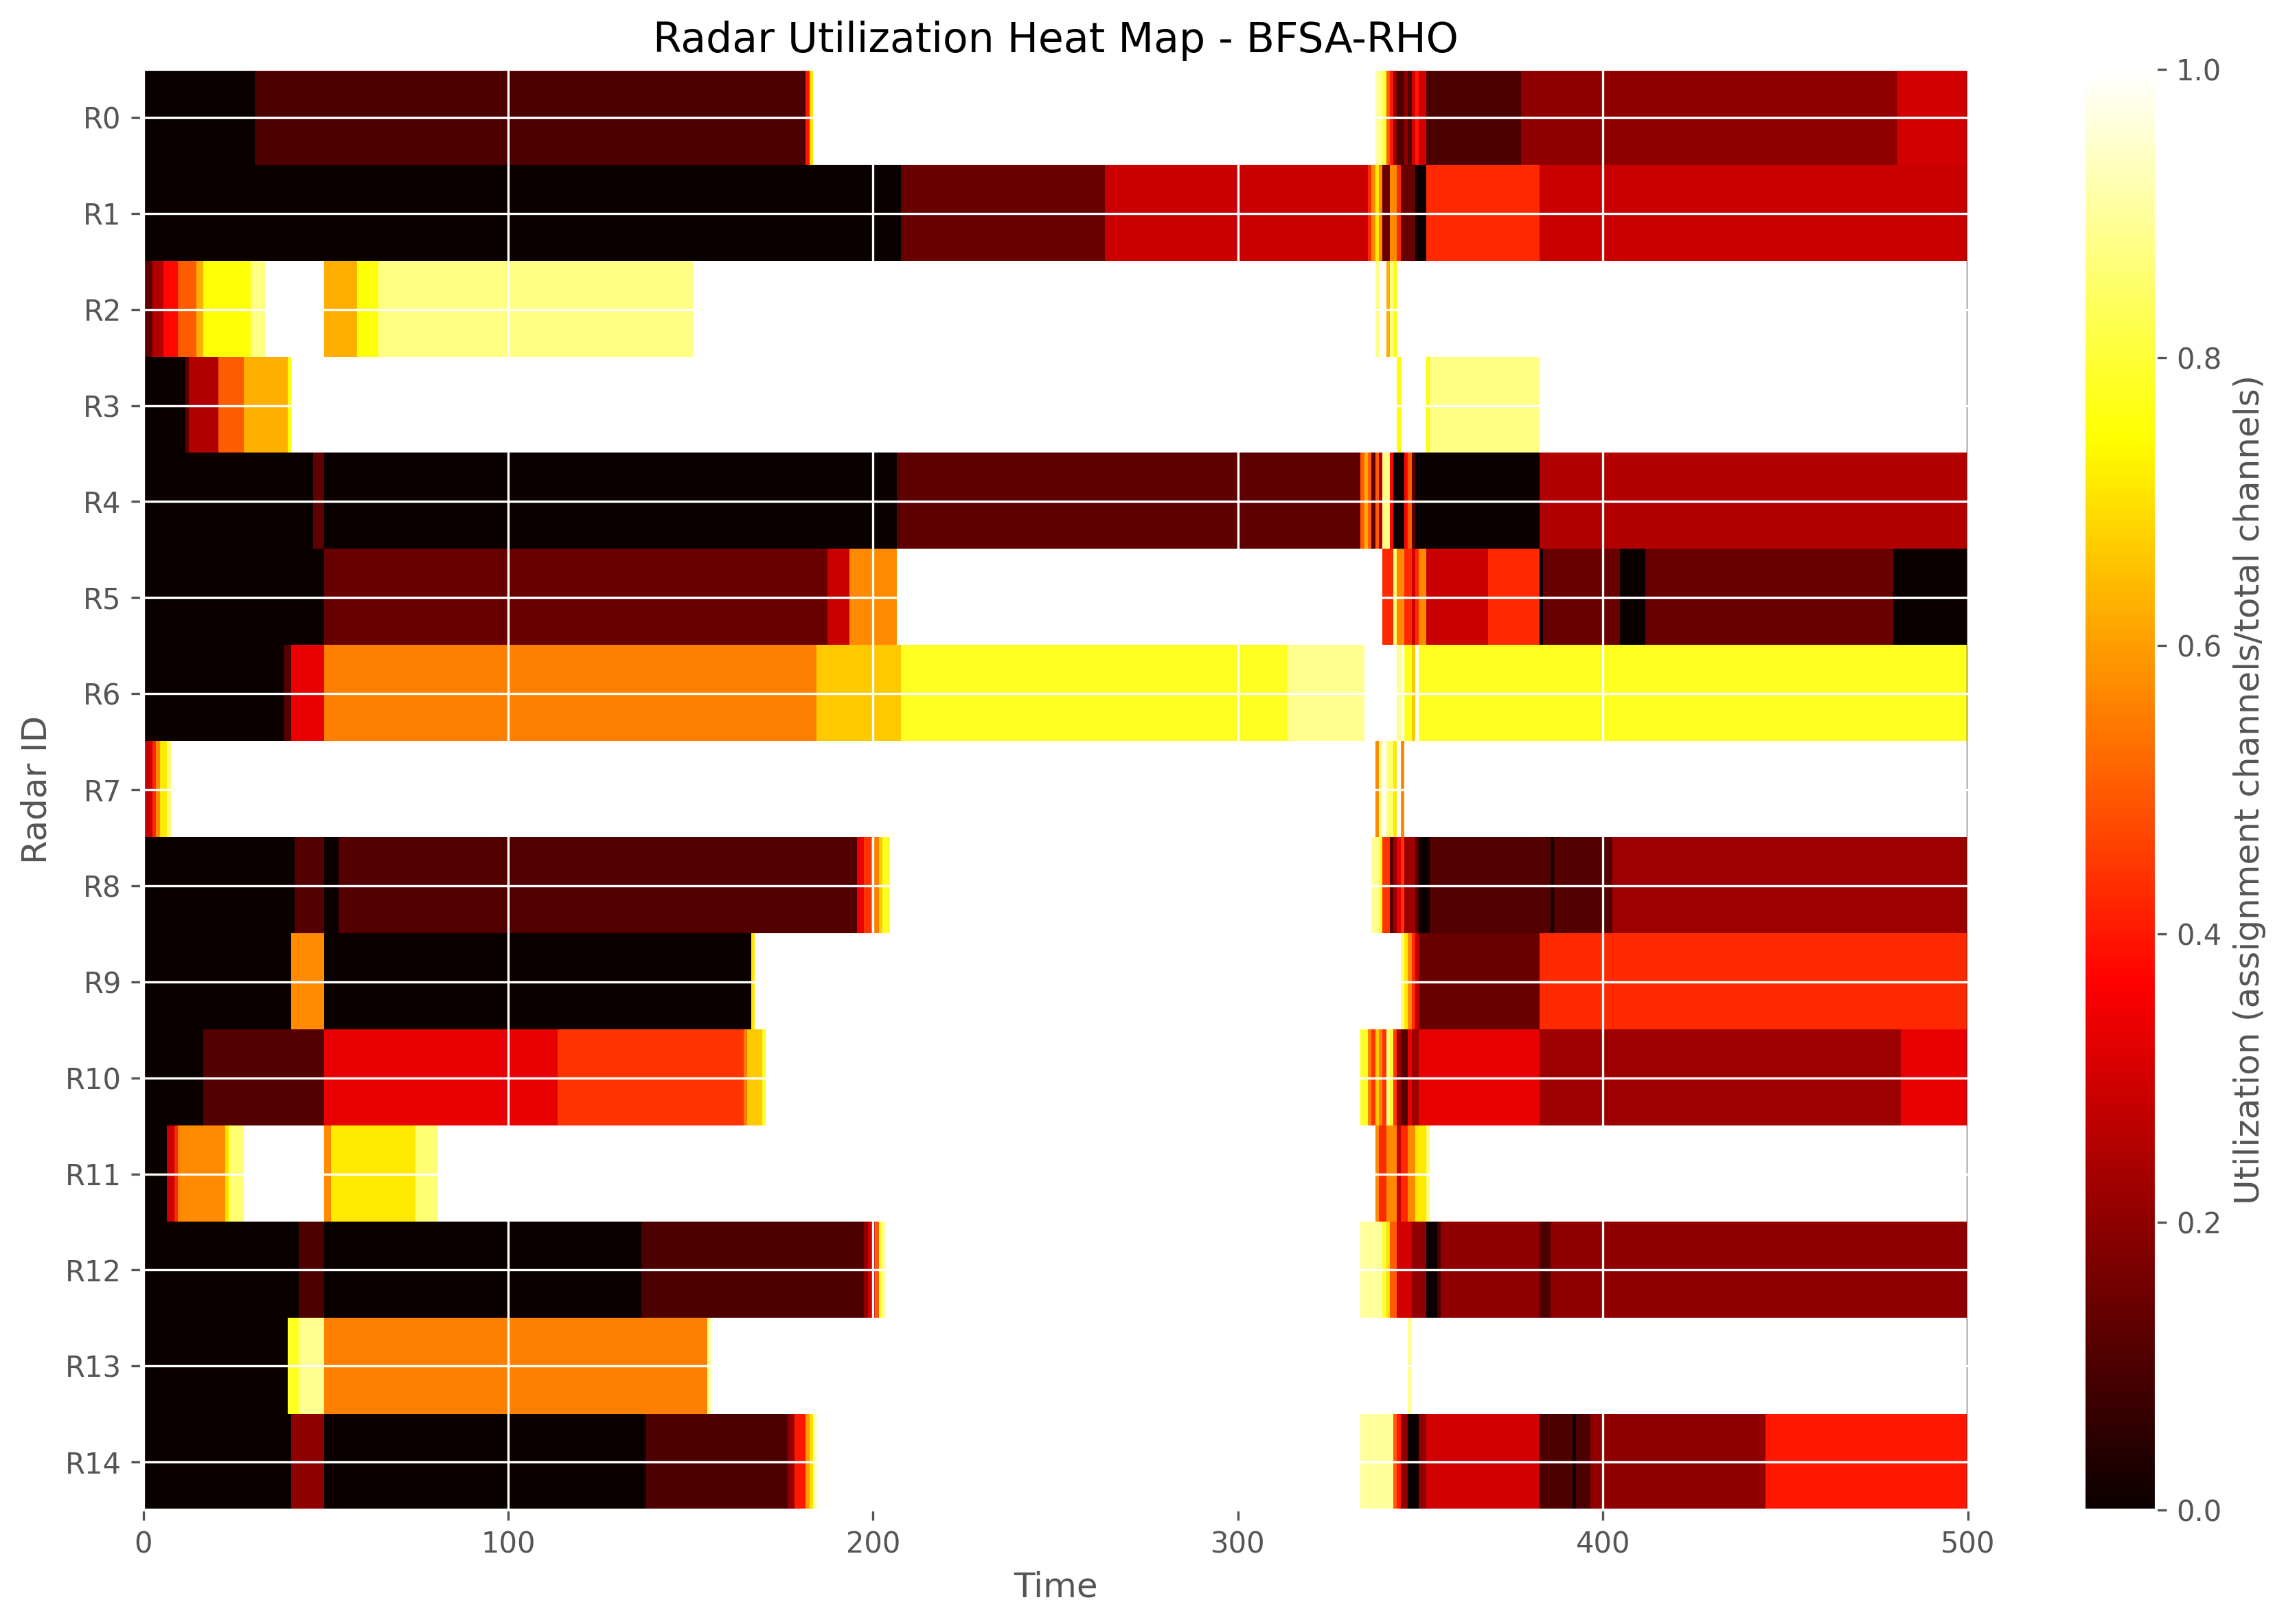 Radar Utilization Heat Map - BFSA-RHO
Radar ID
R0
R1
R2
R3
R4
R5
R6
R7
R8
R9
R10
R11
R12
R13
R14
0
100
200
300
400
500
Time
1.0
0.8
0.6
0.4
0.2
0.0
Utilization (assignment channels/total channels)